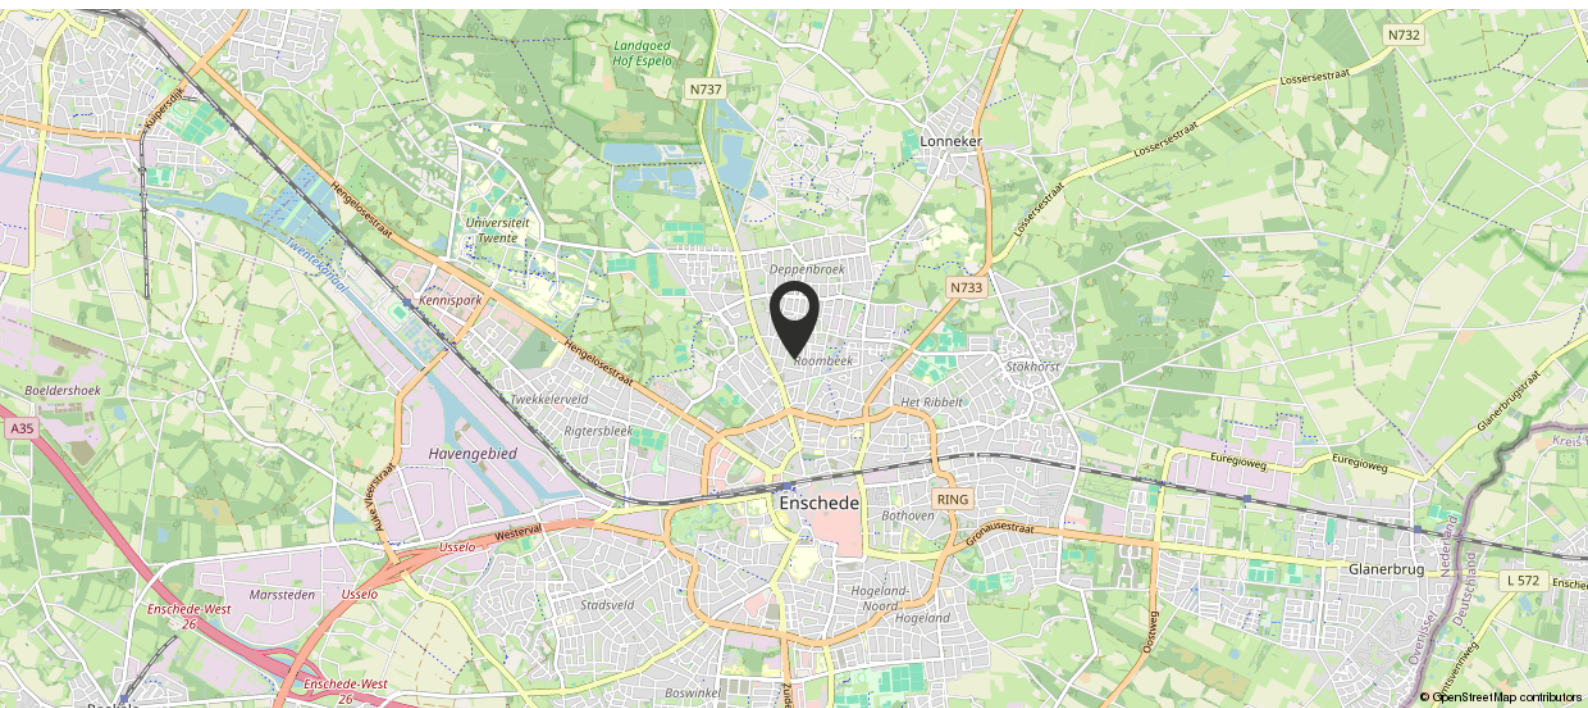 Landgoed
Hof Espelo
N732
Lossersestraat
N737
Kuipersdijk
Lonneker
Lossersestraat
Hengelosestraat
Lossersestraat
Universiteit
Twente
Twentekanaal
Deppenbroek
Kennispark
N733
Hengelosestraat
Roombeek
Stokhorst
Boeldershoek
Twekkelerveld
Het Ribbelt
Glanerbrugstraat
A35
Rigtersbleek
Kreis
Havengebied
Euregioweg
Euregioweg
Auke Vleerstraat
Enschede
RING
Bothoven
Westerval
Gronausestraat
Usselo
Nederland
Deutschland
Glanerbrug
L 572
Marssteden
Usselo
Enschede-West
26
Stadsveld
Hogeland-
Noord
Hogeland
Oostweg
Overijssel
Enschede-West
26
Boswinkel
© OpenStreetMap contributors